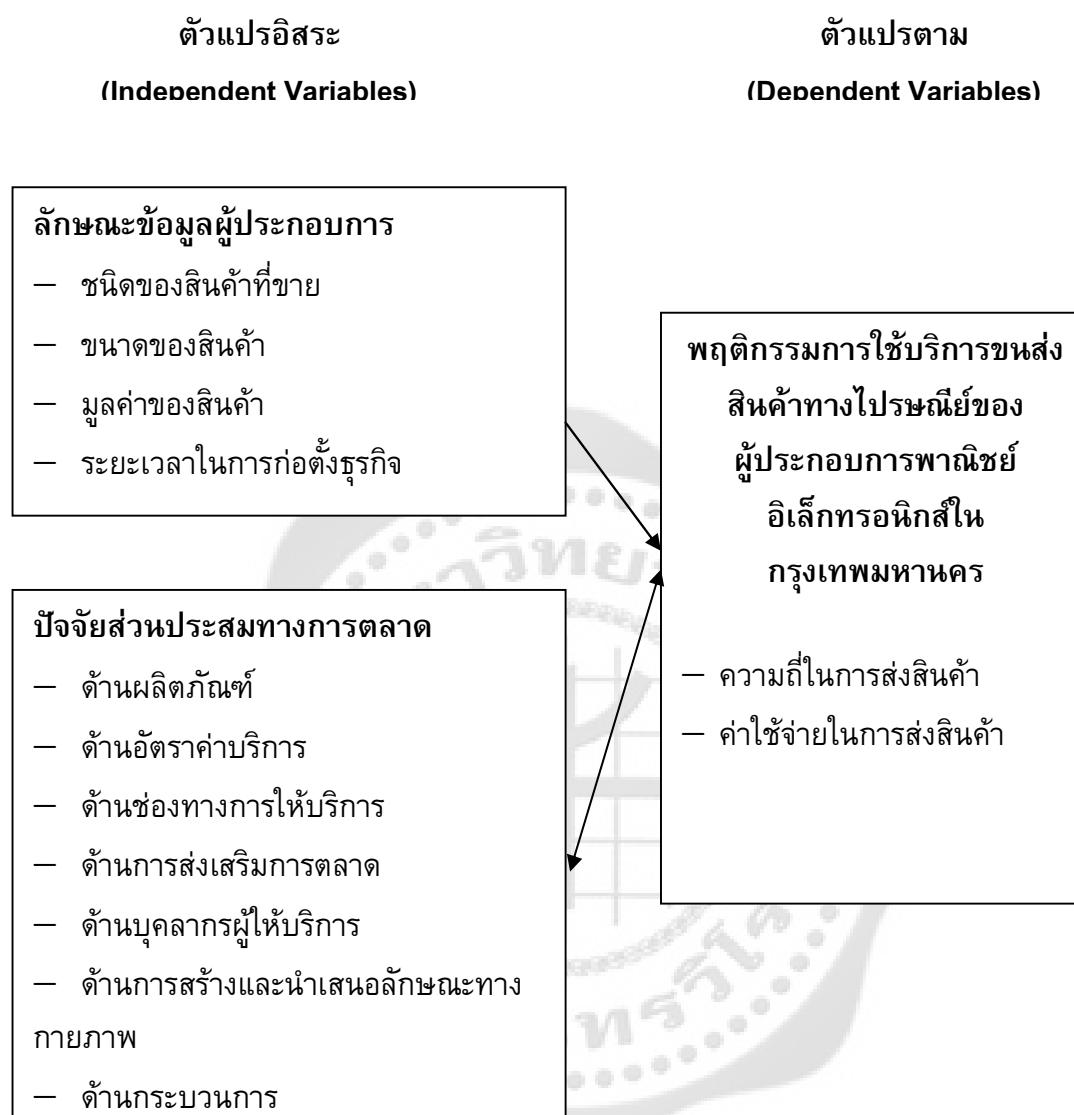 ตัวแปรอิสระ
(Independent Variables)
ตัวแปรตาม
(Dependent Variables)
ลักษณะข้อมูลผู้ประกอบการ
— ชนิดของสินค้าที่ขาย
— ขนาดของสินค้า
— มูลค่าของสินค้า
— ระยะเวลาในการก่อตั้งธุรกิจ
ปัจจัยส่วนประสมทางการตลาด
— ด้านผลิตภัณฑ์
— ด้านอัตราค่าบริการ
— ด้านช่องทางการให้บริการ
— ด้านการส่งเสริมการตลาด
— ด้านบุคลากรผู้ให้บริการ
— ด้านการสร้างและนำเสนอลักษณะทาง
กายภาพ
— ด้านกระบวนการ
พฤติกรรมการใช้บริการขนส่ง
สินค้าทางไปรษณีย์ของ
ผู้ประกอบการพาณิชย์
อิเล็กทรอนิกส์ใน
กรุงเทพมหานคร
— ความถี่ในการส่งสินค้า
— ค่าใช้จ่ายในการส่งสินค้า